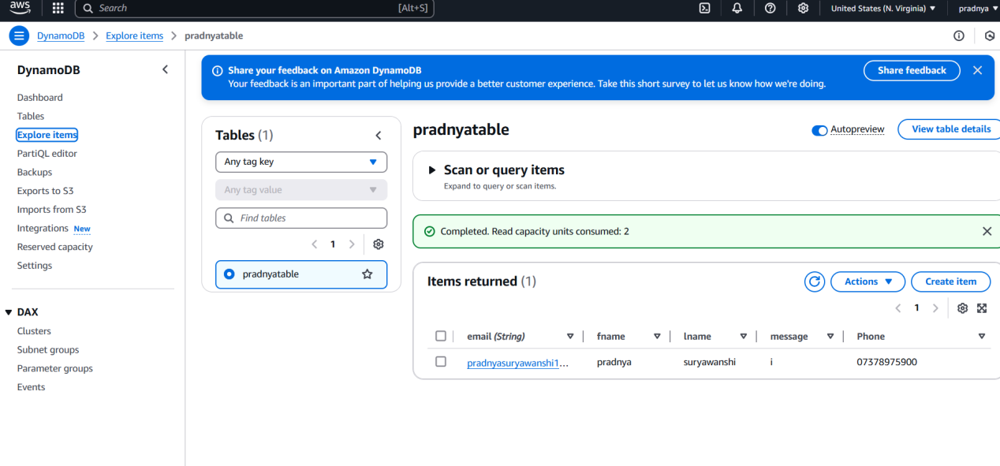 aws
Search [Alt+S] United States (N. Virginia) pradnya
DynamoDB > Explore items > pradnyatable
DynamoDB
Dashboard
Tables
Explore items
PartiQL editor
Backups
Exports to S3
Imports from S3
Integrations New
Reserved capacity
Settings
DAX
Clusters
Subnet groups
Parameter groups
Events
Share your feedback on Amazon DynamoDB
Your feedback is an important part of helping us provide a better customer experience. Take this short survey to let us know how we're doing.
Share feedback
Tables (1)
Any tag key
Any tag value
Find tables
1
pradnyatable
pradnyatable
Autopreview
View table details
Scan or query items
Expand to query or scan items.
Completed. Read capacity units consumed: 2
Items returned (1)
Actions
Create item
1
email (String) fname lname message Phone
pradnyasuryawanshi1... pradnya suryawanshi i 07378975900